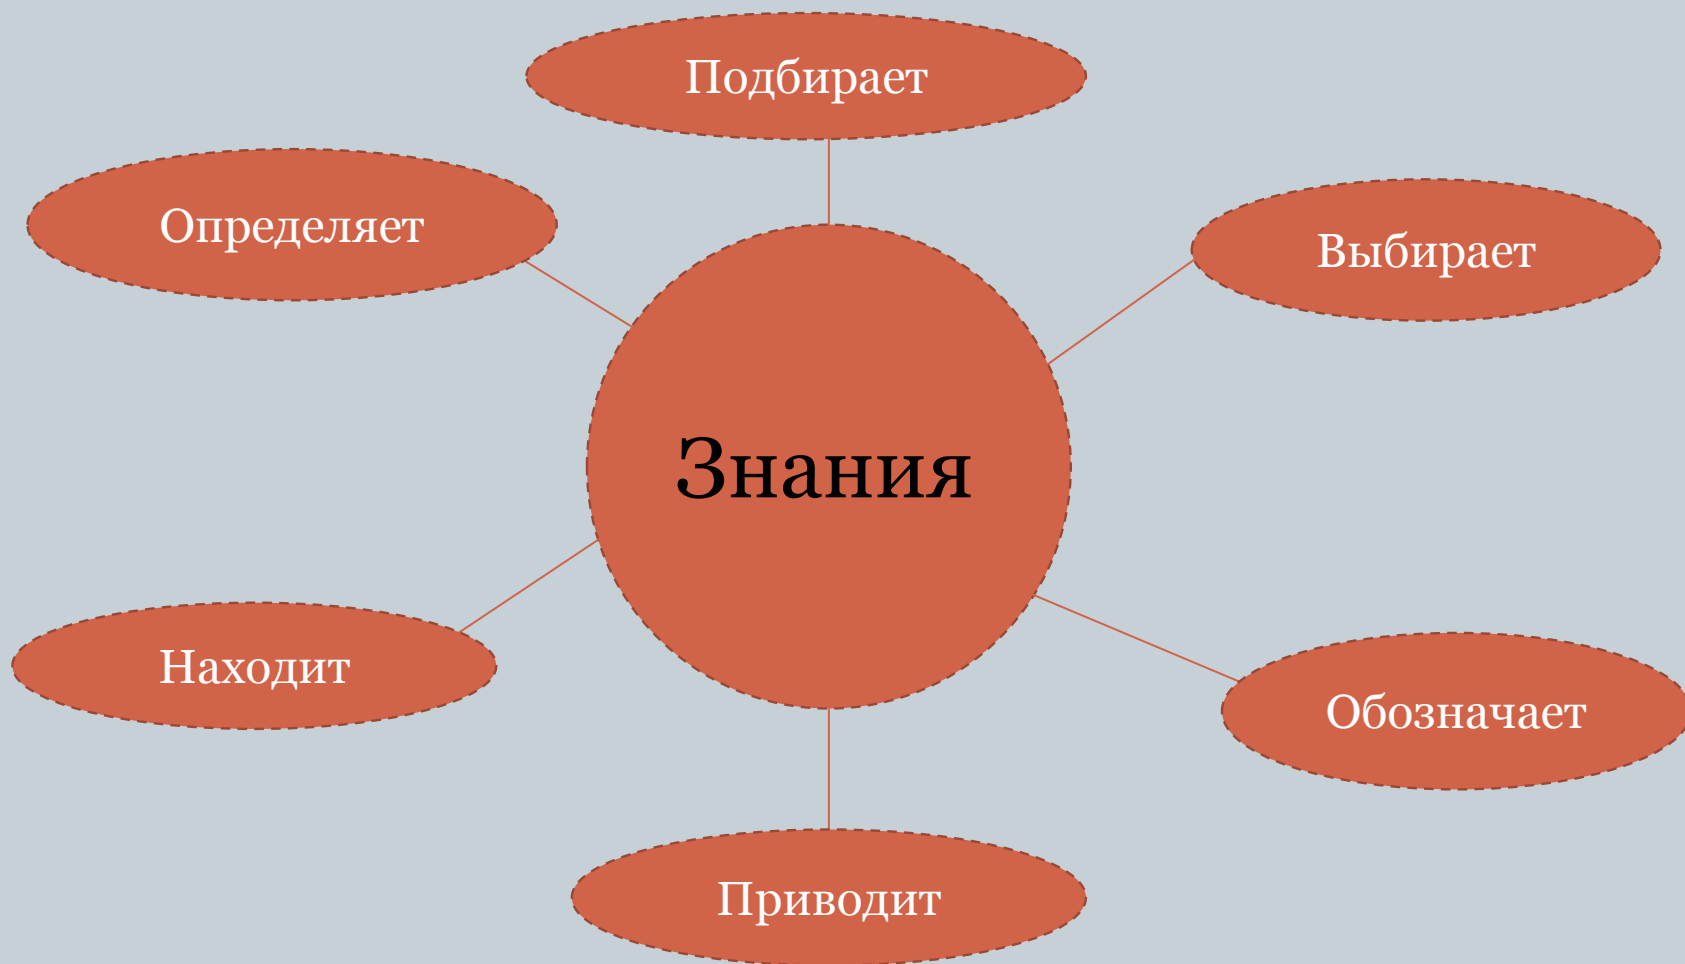 Подбирает
Определяет
Выбирает
Знания
Находит
Обозначает
Приводит